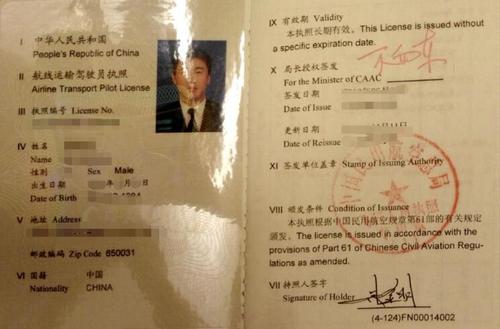 I 中华人民共和国
People's Republic of China
II 航线运输驾驶员执照
Airline Transport Pilot License
III 执照编号 License No.
IV 姓名
Name
性别 Sex Male
出生日期 年 月 日
Date of Birth
V 地址
Address
邮政编码 Zip Code 650031
VI 国籍 中国
Nationality CHINA
IX 有效期 Validity
本执照长期有效。This License is issued without
a specific expiration date.
X 局长授权签发
For the Minister of CAAC
签发日期
Date of Issue
更新日期
Date of Reissue
XI 签发单位盖章 Stamp of Issuing Authority
VIII 颁发条件 Condition of Issuance
本执照根据中国民用航空规章第61部的有关规定
颁发。The license is issued in accordance with the
provisions of Part 61 of Chinese Civil Aviation Regu-
lations as amended.
VII 持照人签字
Signature of Holder
(4-124)FN00014002